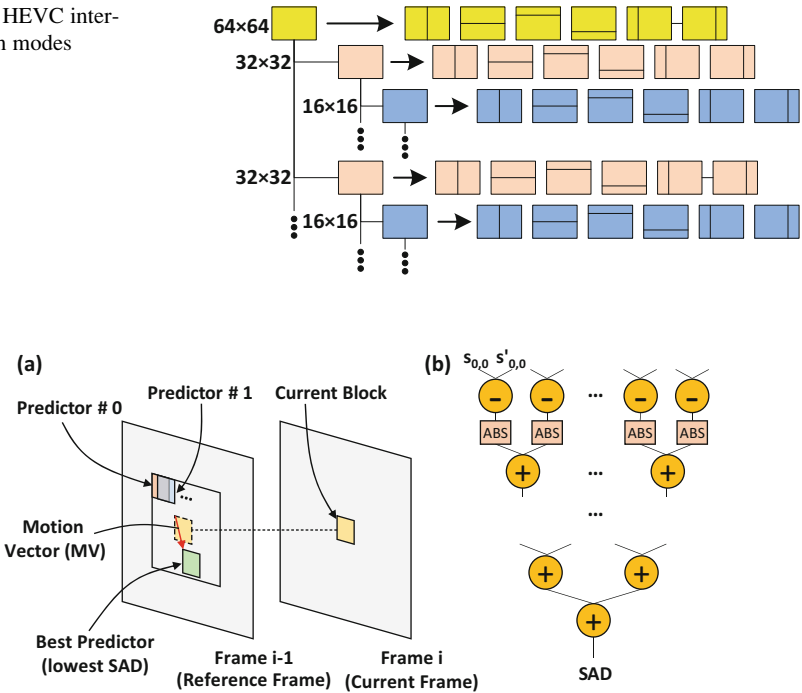 HEVC inter-
n modes
64×64
32×32
16×16
32×32
16×16
(a)
Predictor # 0
Predictor # 1
Current Block
...
Motion
Vector (MV)
Best Predictor
(lowest SAD)
Frame i-1
(Reference Frame)
Frame i
(Current Frame)
(b)
s0,0 s'0,0
- - ... - -
ABS ABS ABS ABS
+ ... +
...
+ +
+
SAD